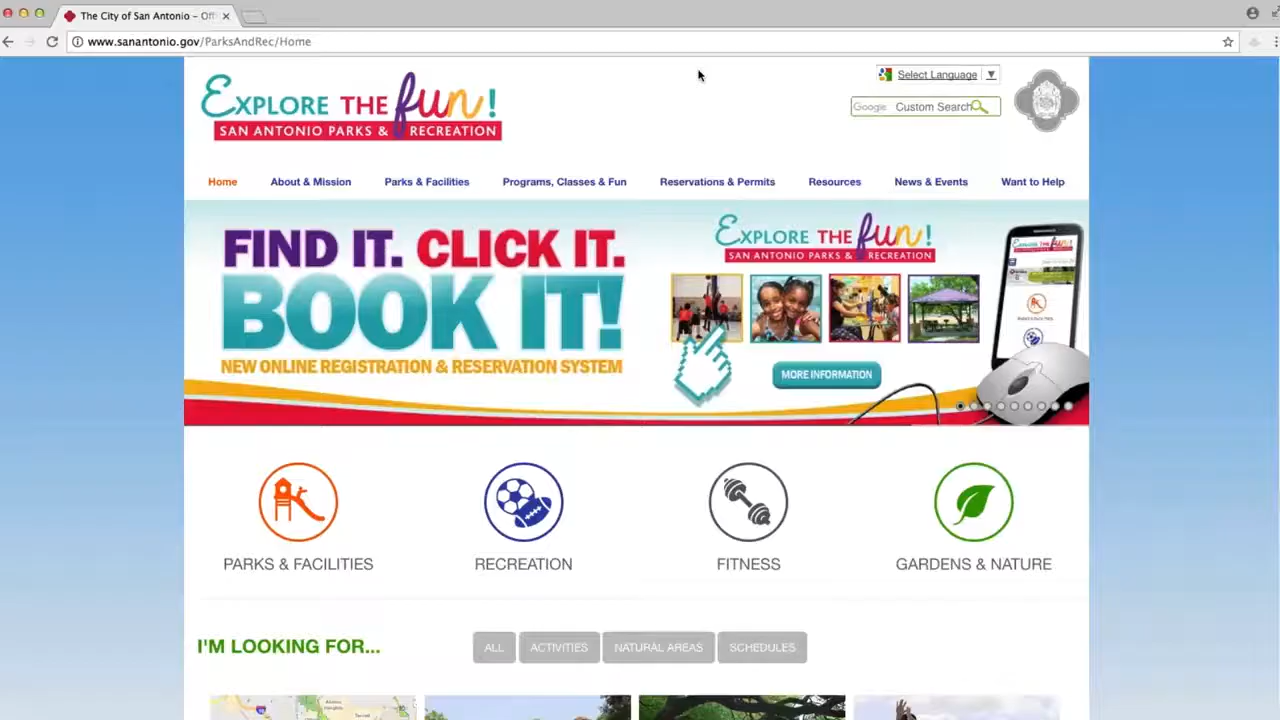 The City of San Antonio - Off
www.sanantonio.gov/ParksAndRec/Home
EXPLORE THE fun!
SAN ANTONIO PARKS & RECREATION
Select Language ▼
Google Custom Search
Home About & Mission Parks & Facilities Programs, Classes & Fun Reservations & Permits Resources News & Events Want to Help
FIND IT. CLICK IT.
BOOK IT!
NEW ONLINE REGISTRATION & RESERVATION SYSTEM
EXPLORE THE fun!
SAN ANTONIO PARKS & RECREATION
MORE INFORMATION
EXPLORE THE fun!
PARKS & FACILITIES RECREATION FITNESS GARDENS & NATURE
I'M LOOKING FOR...
ALL ACTIVITIES NATURAL AREAS SCHEDULES